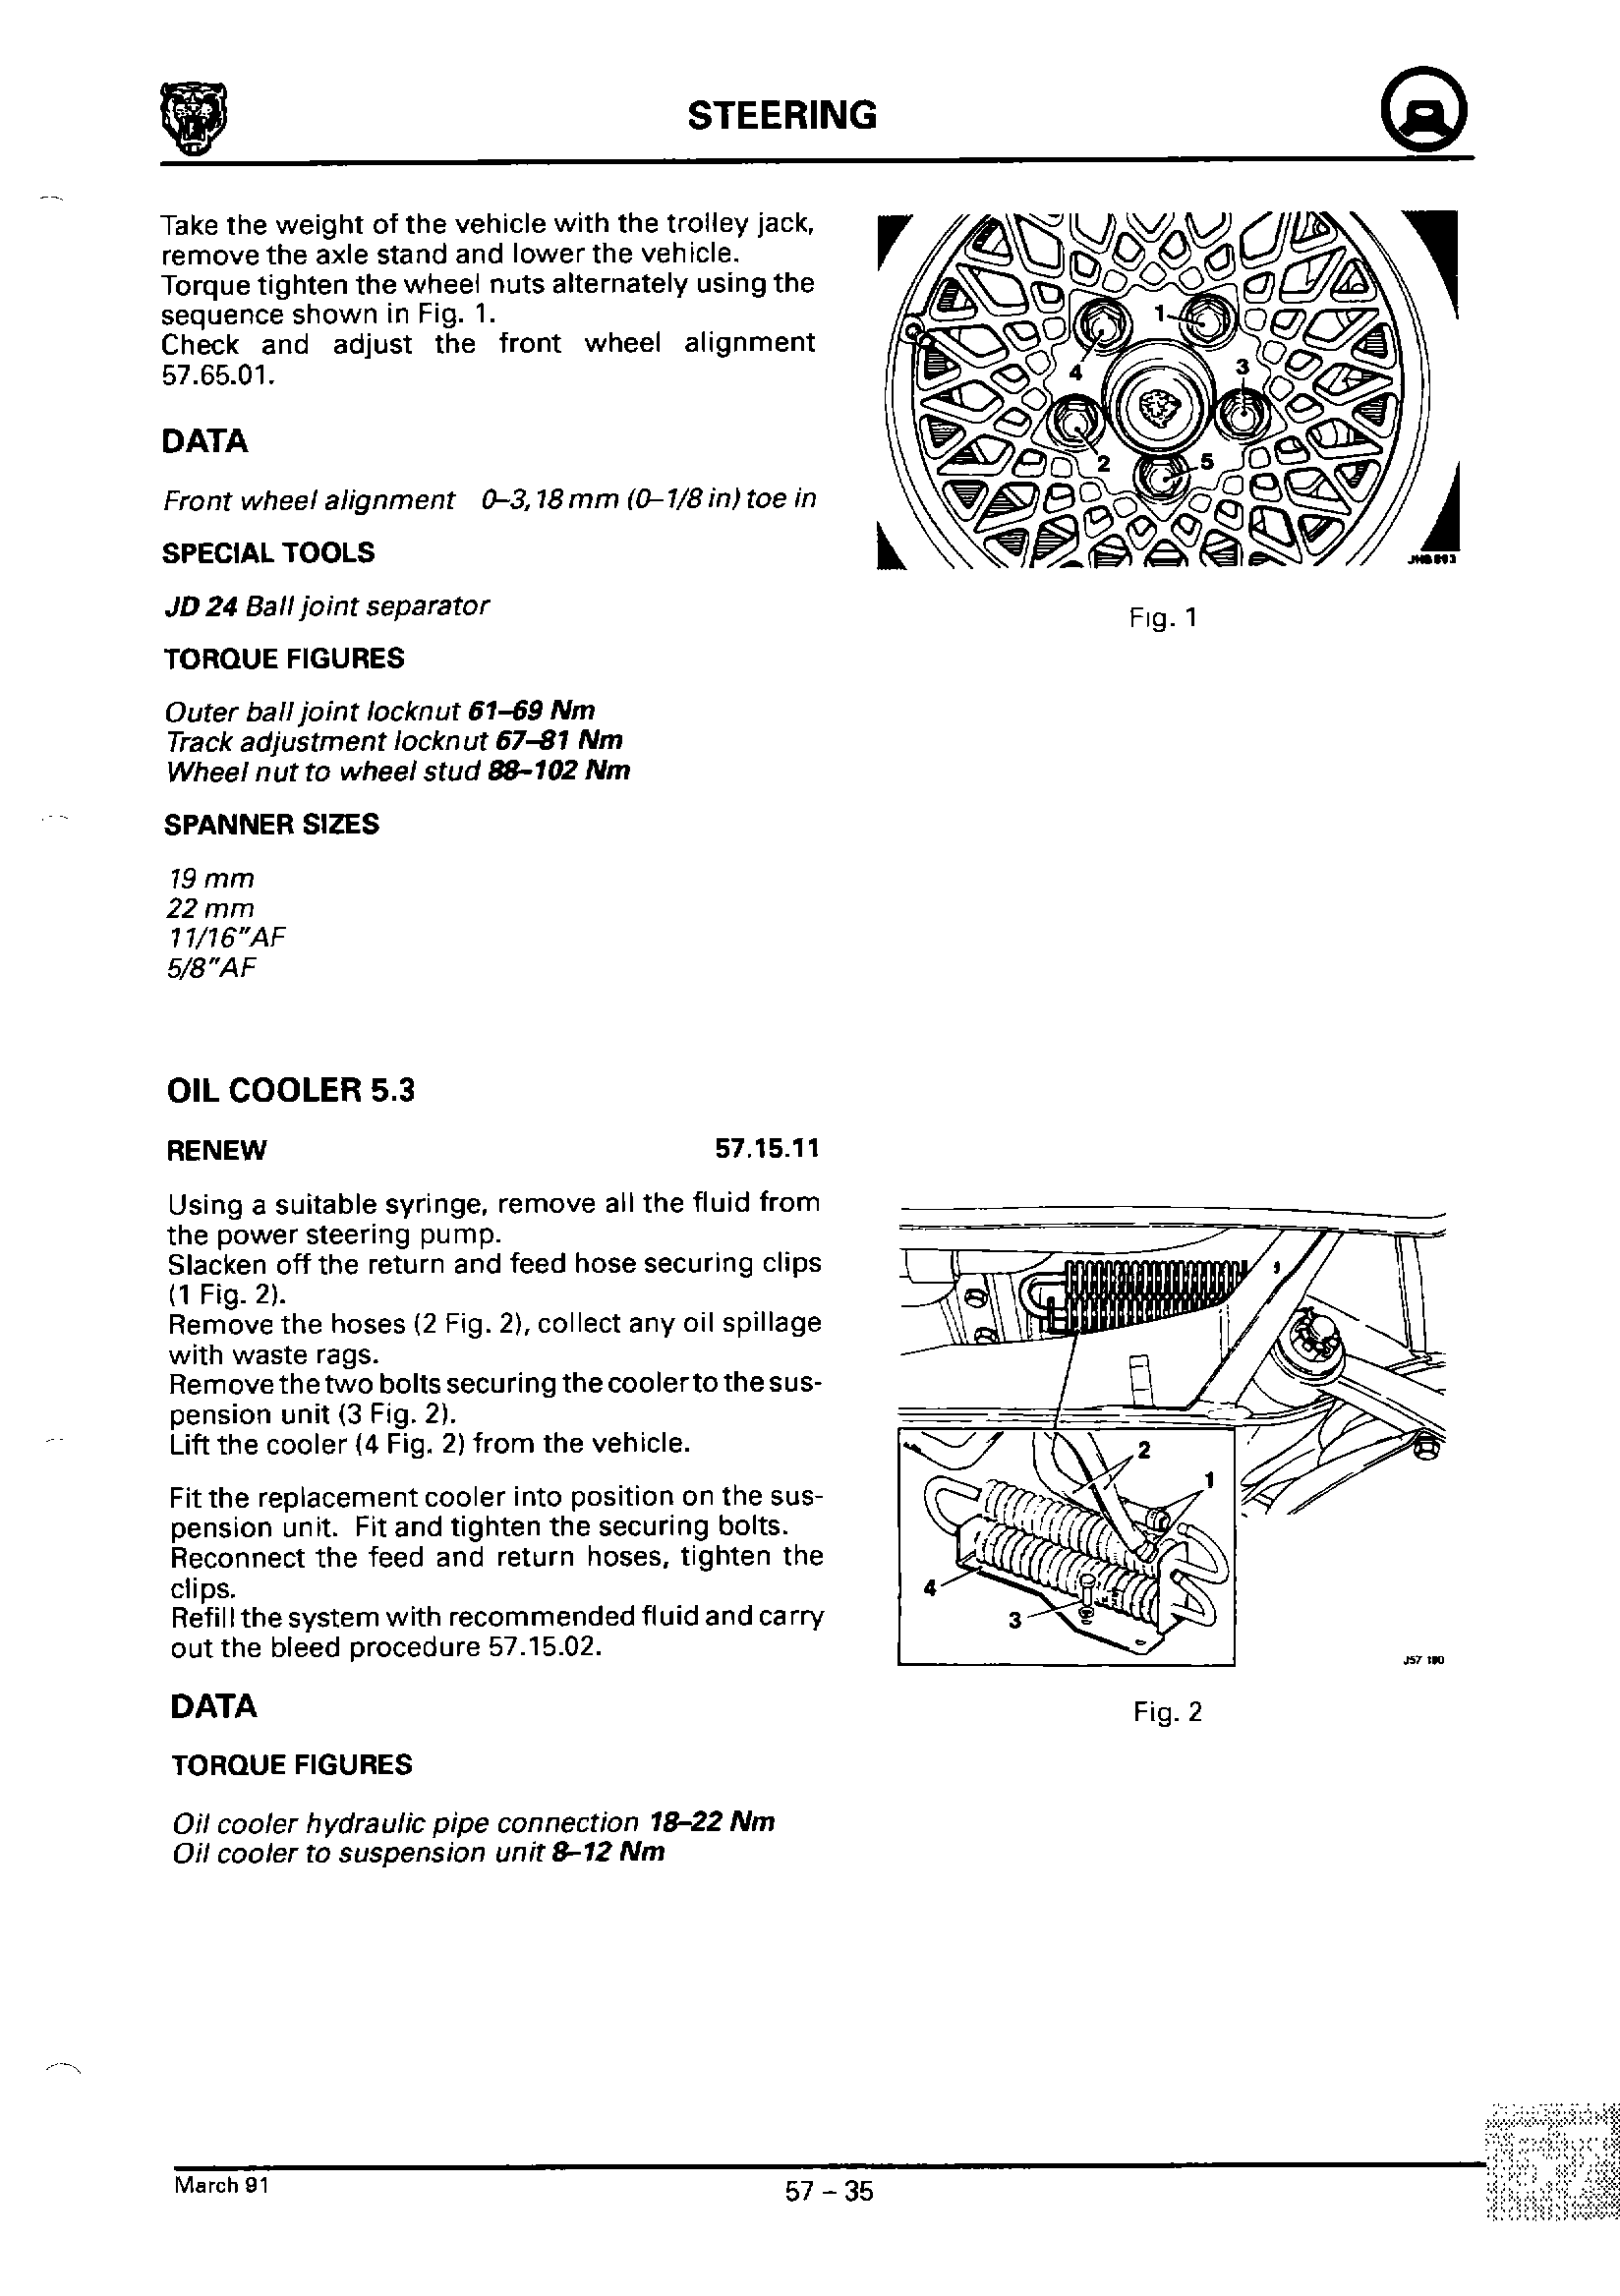 STEERING
Take the weight of the vehicle with the trolley jack,
remove the axle stand and lower the vehicle.
Torque tighten the wheel nuts alternately using the
sequence shown in Fig. 1.
Check and adjust the front wheel alignment
57.65.01.
DATA
Front wheel alignment 0–3,18 mm (0–1/8 in) toe in
SPECIAL TOOLS
JD 24 Ball joint separator
TORQUE FIGURES
Outer ball joint locknut 61–69 Nm
Track adjustment locknut 67–81 Nm
Wheel nut to wheel stud 88–102 Nm
SPANNER SIZES
19 mm
22 mm
11/16"AF
5/8"AF
1
4
3
2
5
Fig. 1
OIL COOLER 5.3
RENEW 57.15.11
Using a suitable syringe, remove all the fluid from
the power steering pump.
Slacken off the return and feed hose securing clips
(1 Fig. 2).
Remove the hoses (2 Fig. 2), collect any oil spillage
with waste rags.
Remove the two bolts securing the cooler to the sus-
pension unit (3 Fig. 2).
Lift the cooler (4 Fig. 2) from the vehicle.
Fit the replacement cooler into position on the sus-
pension unit. Fit and tighten the securing bolts.
Reconnect the feed and return hoses, tighten the
clips.
Refill the system with recommended fluid and carry
out the bleed procedure 57.15.02.
DATA
TORQUE FIGURES
Oil cooler hydraulic pipe connection 18–22 Nm
Oil cooler to suspension unit 8–12 Nm
2
1
4
3
Fig. 2
March 91
57 – 35